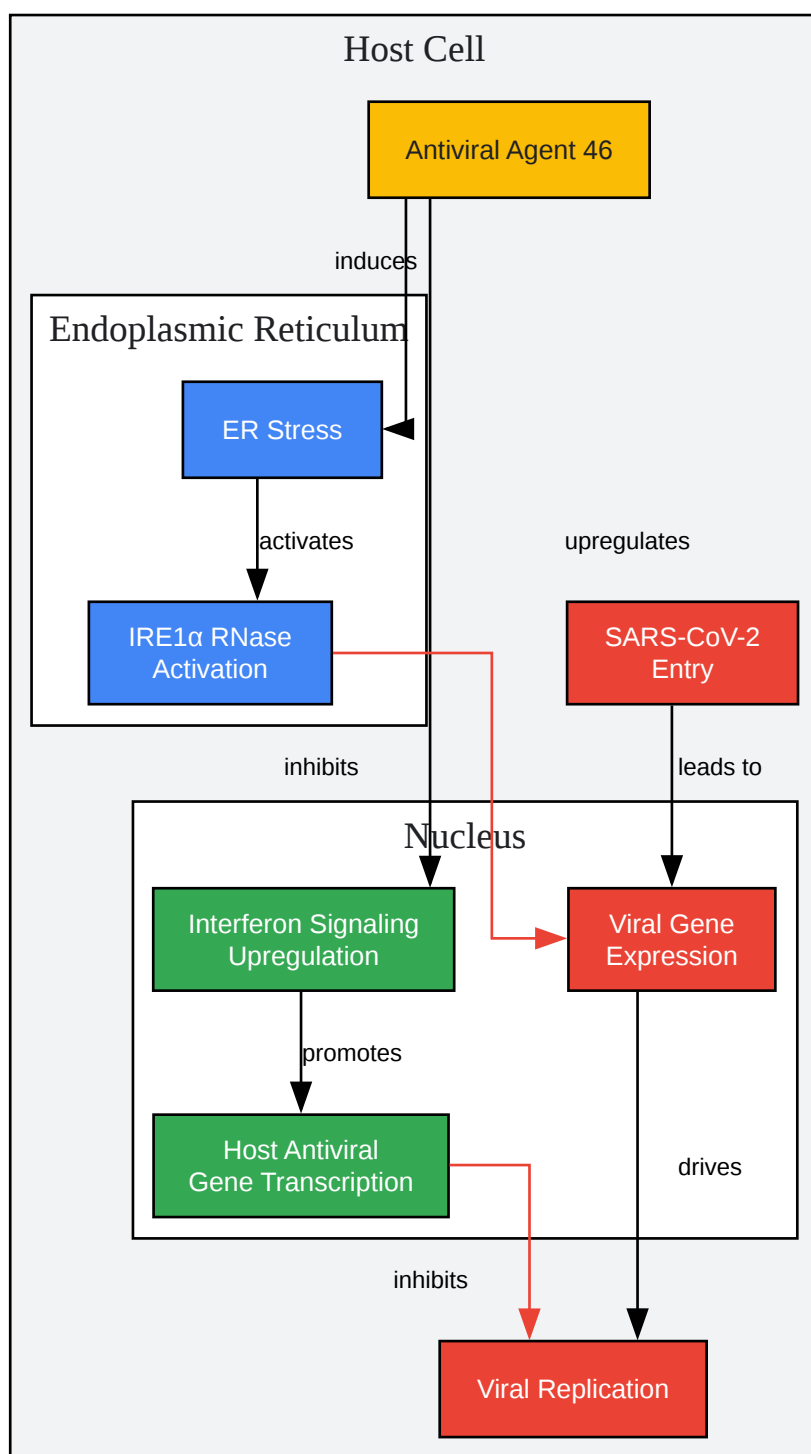 Host Cell
Antiviral Agent 46
induces
Endoplasmic Reticulum
ER Stress
activates
upregulates
IRE1α RNase
Activation
SARS-CoV-2
Entry
inhibits
leads to
Nucleus
Interferon Signaling
Upregulation
Viral Gene
Expression
promotes
Host Antiviral
Gene Transcription
drives
inhibits
Viral Replication